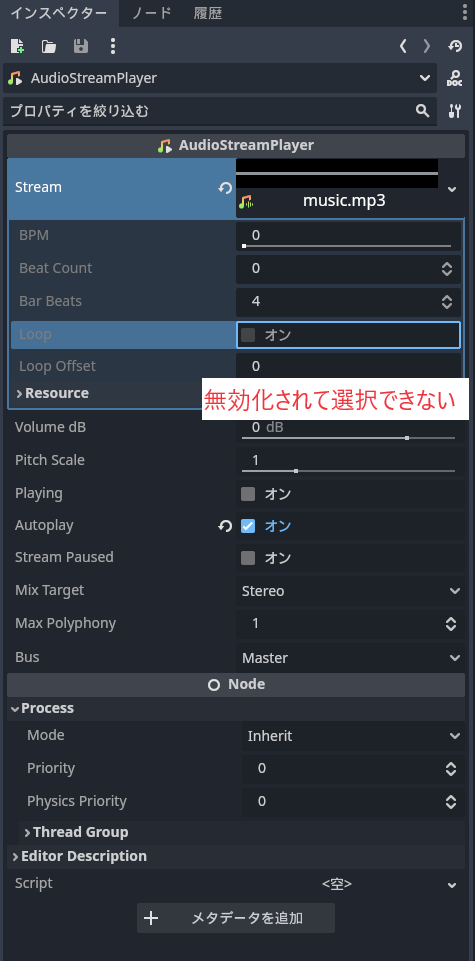 インスペクター ノード 履歴
AudioStreamPlayer
DOC
プロパティを絞り込む
AudioStreamPlayer
Stream
music.mp3
BPM 0
Beat Count 0
Bar Beats 4
Loop オン
Loop Offset 0
Resource
無効化されて選択できない
Volume dB 0 dB
Pitch Scale 1
Playing オン
Autoplay オン
Stream Paused オン
Mix Target Stereo
Max Polyphony 1
Bus Master
Node
Process
Mode Inherit
Priority 0
Physics Priority 0
Thread Group
Editor Description
Script <空>
メタデータを追加